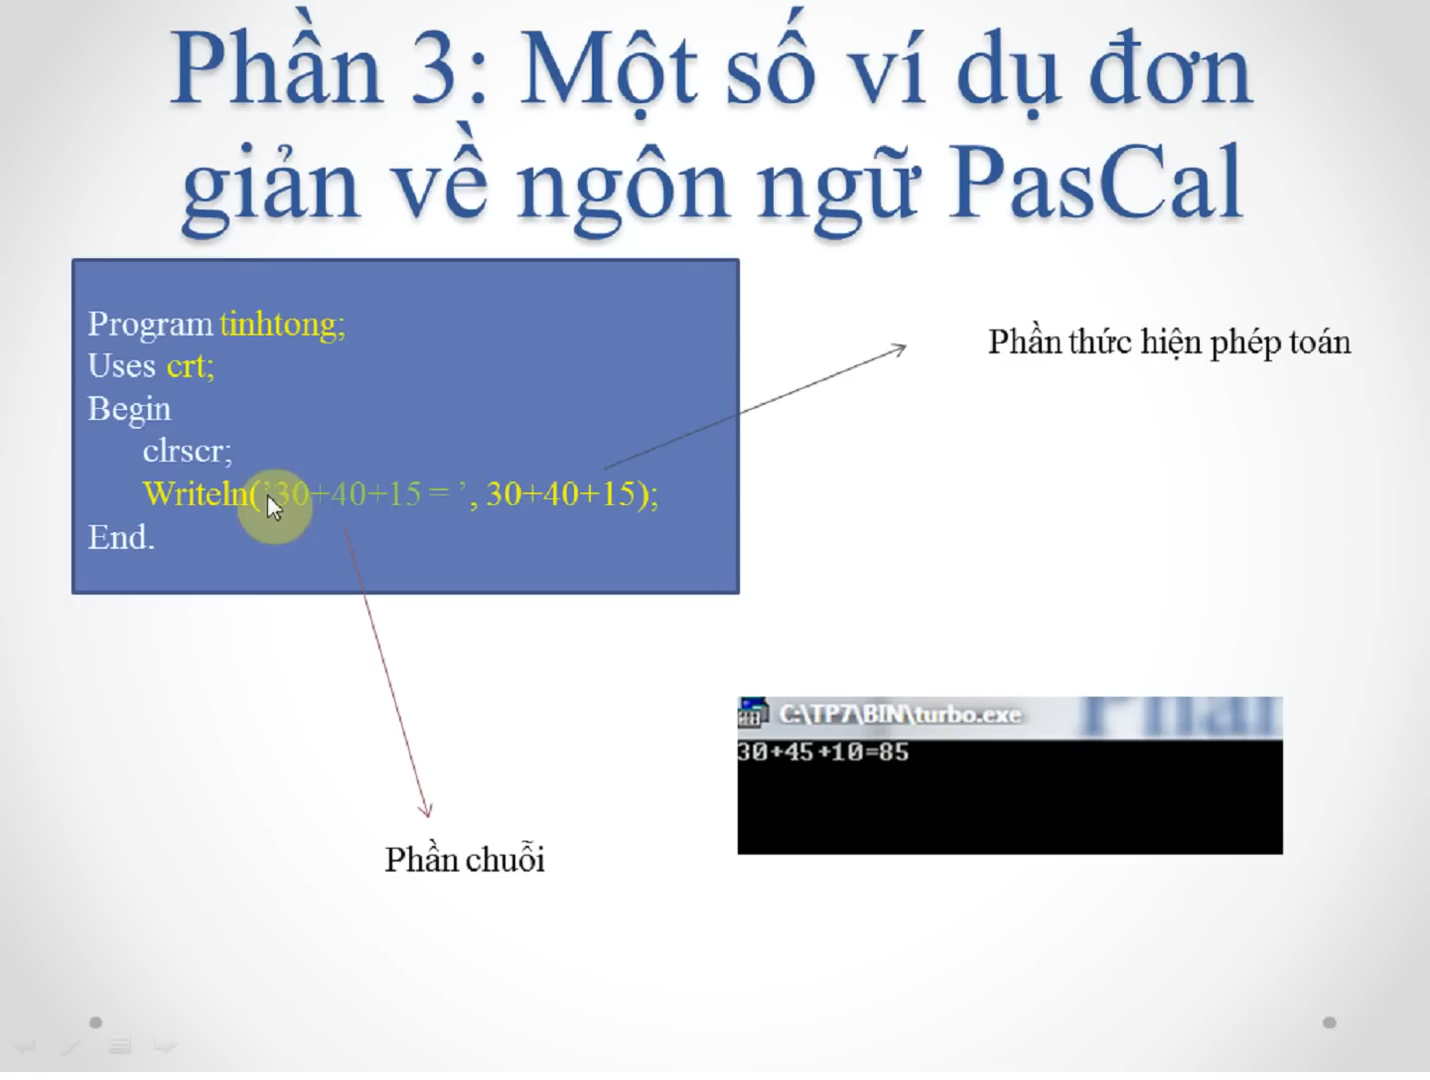 Phần 3: Một số ví dụ đơn
giản về ngôn ngữ PasCal
Program tinhtong;
Uses crt;
Begin
clrscr;
Writeln(’30+40+15 = ’, 30+40+15);
End.
Phần thức hiện phép toán
C:\TP7\BIN\turbo.exe
30+45+10=85
Phần chuỗi